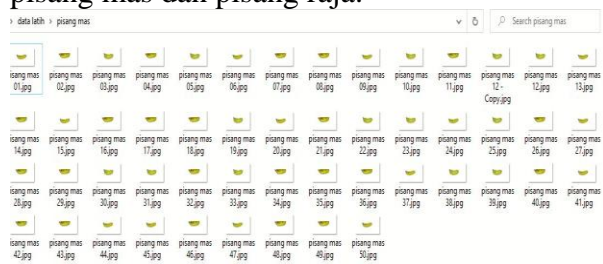 pisang mas dan pisang raja.
› data latih › pisang mas
Search pisang mas
isang mas pisang mas pisang mas pisang mas pisang mas pisang mas pisang mas pisang mas pisang mas pisang mas pisang mas pisang mas pisang mas pisang mas
01.jpg 02.jpg 03.jpg 04.jpg 05.jpg 06.jpg 07.jpg 08.jpg 09.jpg 10.jpg 11.jpg 12 - 12.jpg 13.jpg
Copy.jpg
isang mas pisang mas pisang mas pisang mas pisang mas pisang mas pisang mas pisang mas pisang mas pisang mas pisang mas pisang mas pisang mas pisang mas
14.jpg 15.jpg 16.jpg 17.jpg 18.jpg 19.jpg 20.jpg 21.jpg 22.jpg 23.jpg 24.jpg 25.jpg 26.jpg 27.jpg
isang mas pisang mas pisang mas pisang mas pisang mas pisang mas pisang mas pisang mas pisang mas pisang mas pisang mas pisang mas pisang mas pisang mas
28.jpg 29.jpg 30.jpg 31.jpg 32.jpg 33.jpg 34.jpg 35.jpg 36.jpg 37.jpg 38.jpg 39.jpg 40.jpg 41.jpg
isang mas pisang mas pisang mas pisang mas pisang mas pisang mas pisang mas pisang mas pisang mas
42.jpg 43.jpg 44.jpg 45.jpg 46.jpg 47.jpg 48.jpg 49.jpg 50.jpg